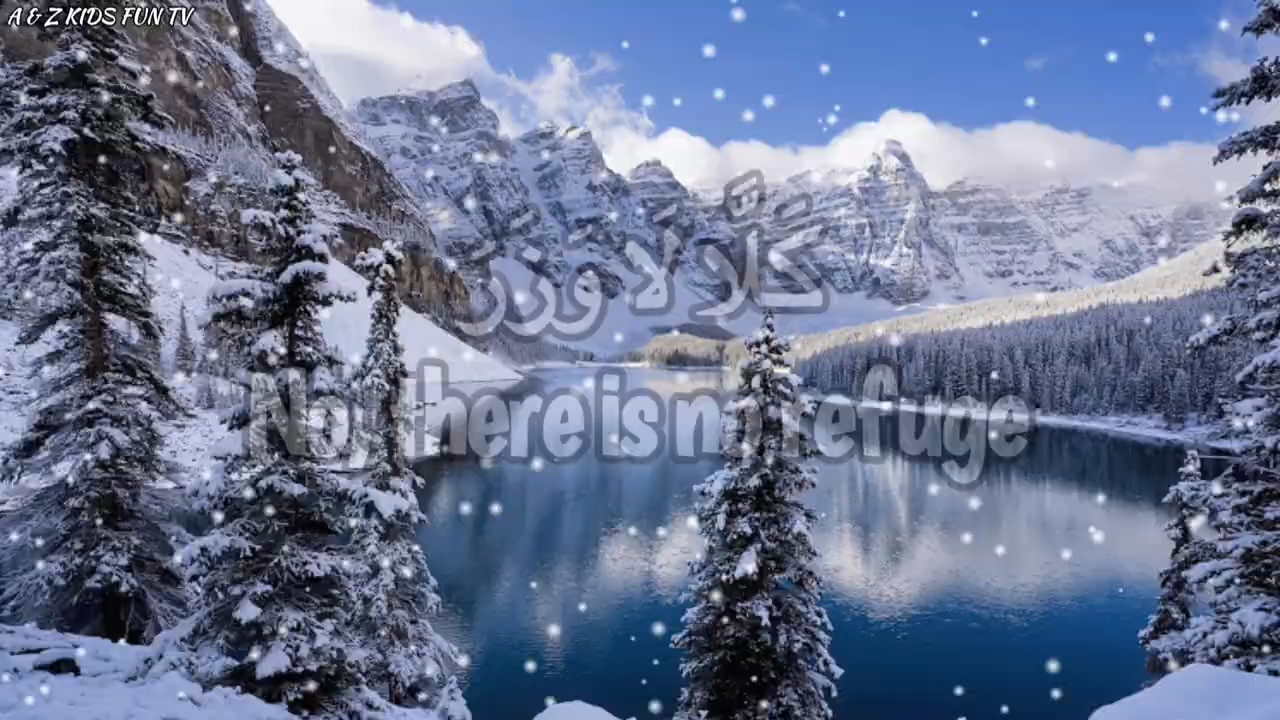 A & Z KIDS FUN TV
كَلَّا لَا وَزَرَ
No, there is no refuge